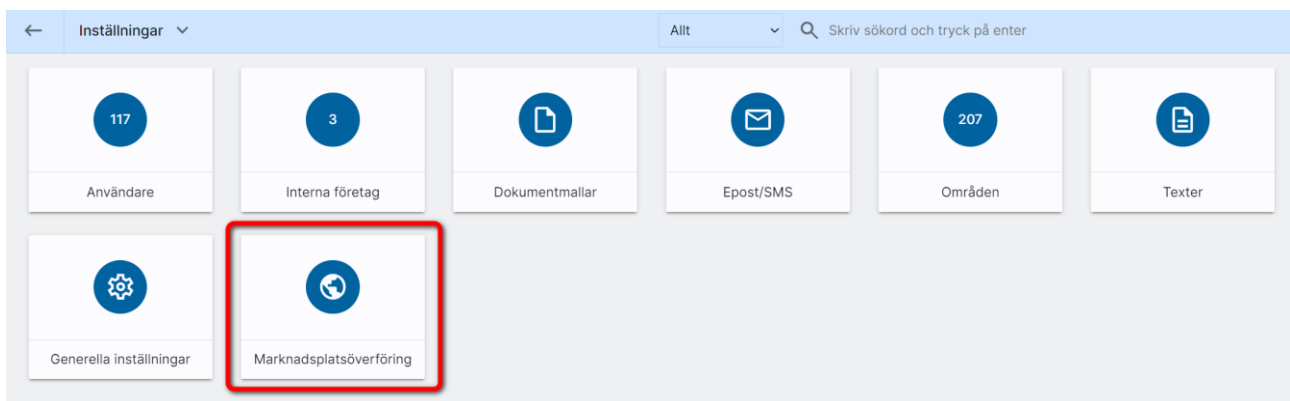 Inställningar
Allt
Skriv sökord och tryck på enter
117
3
207
Användare
Interna företag
Dokumentmallar
Epost/SMS
Områden
Texter
Generella inställningar
Marknadsplatsöverföring